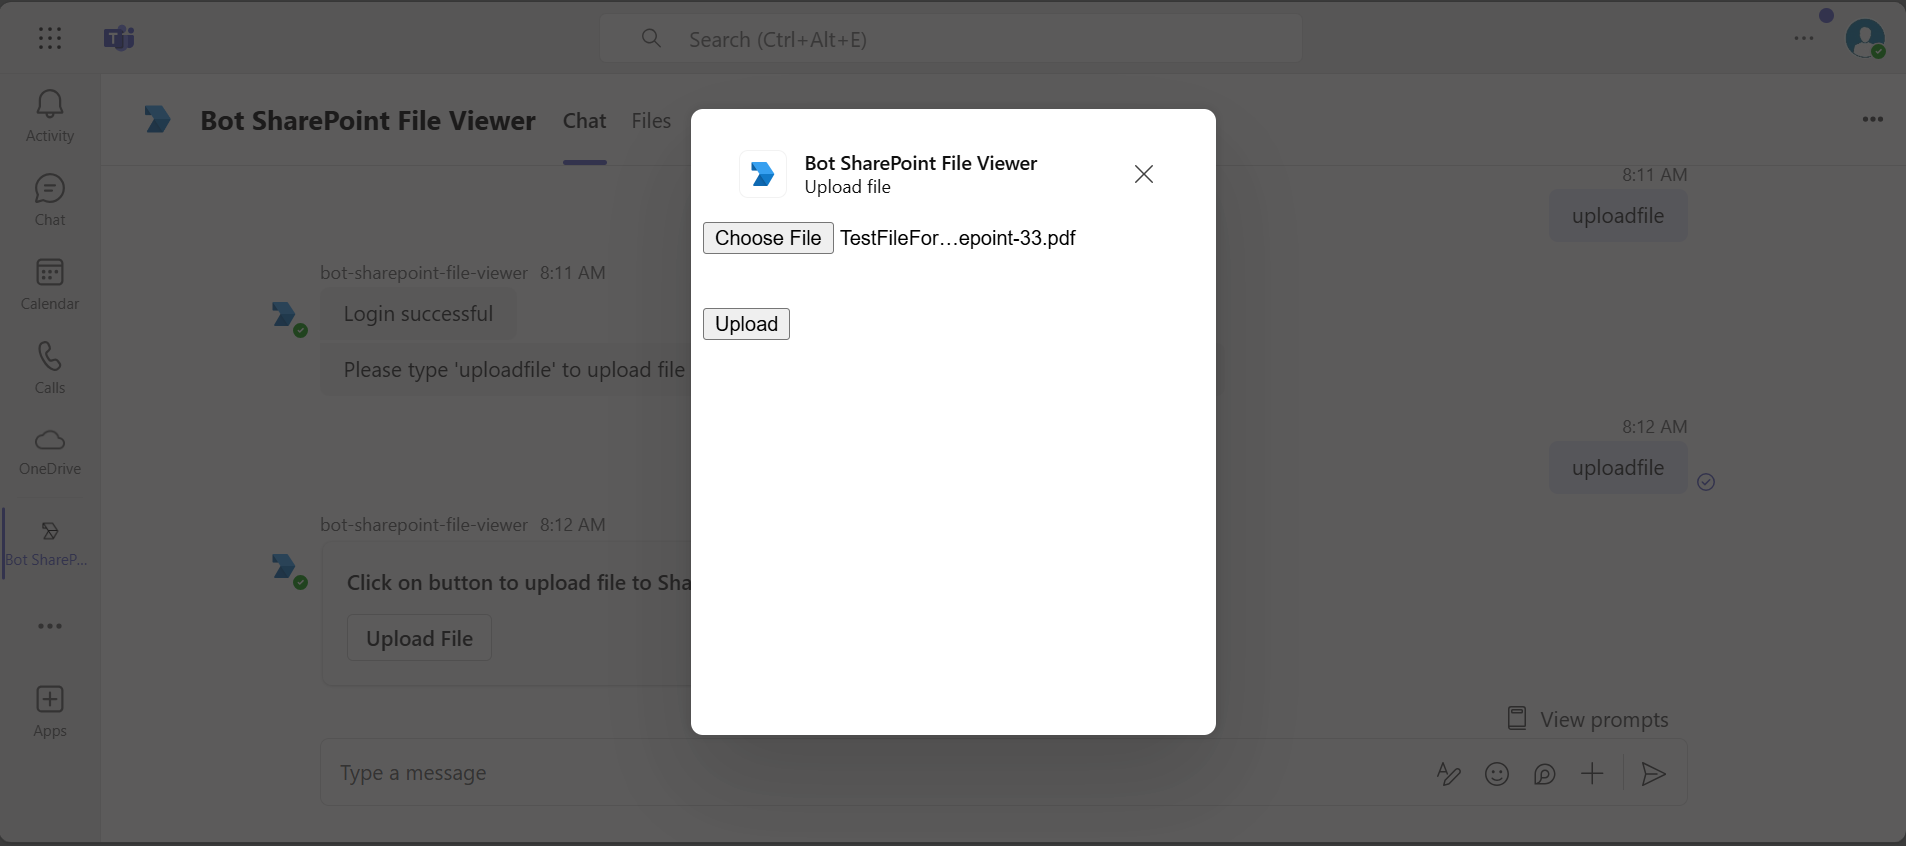 Search (Ctrl+Alt+E)
Activity
Chat
Calendar
Calls
OneDrive
Bot ShareP...
Apps
Bot SharePoint File Viewer
Chat
Files
8:11 AM
uploadfile
bot-sharepoint-file-viewer 8:11 AM
Login successful
Please type 'uploadfile' to upload file
8:12 AM
uploadfile
bot-sharepoint-file-viewer 8:12 AM
Click on button to upload file to Sha
Upload File
View prompts
Type a message
Bot SharePoint File Viewer
Upload file
Choose File TestFileFor…epoint-33.pdf
Upload